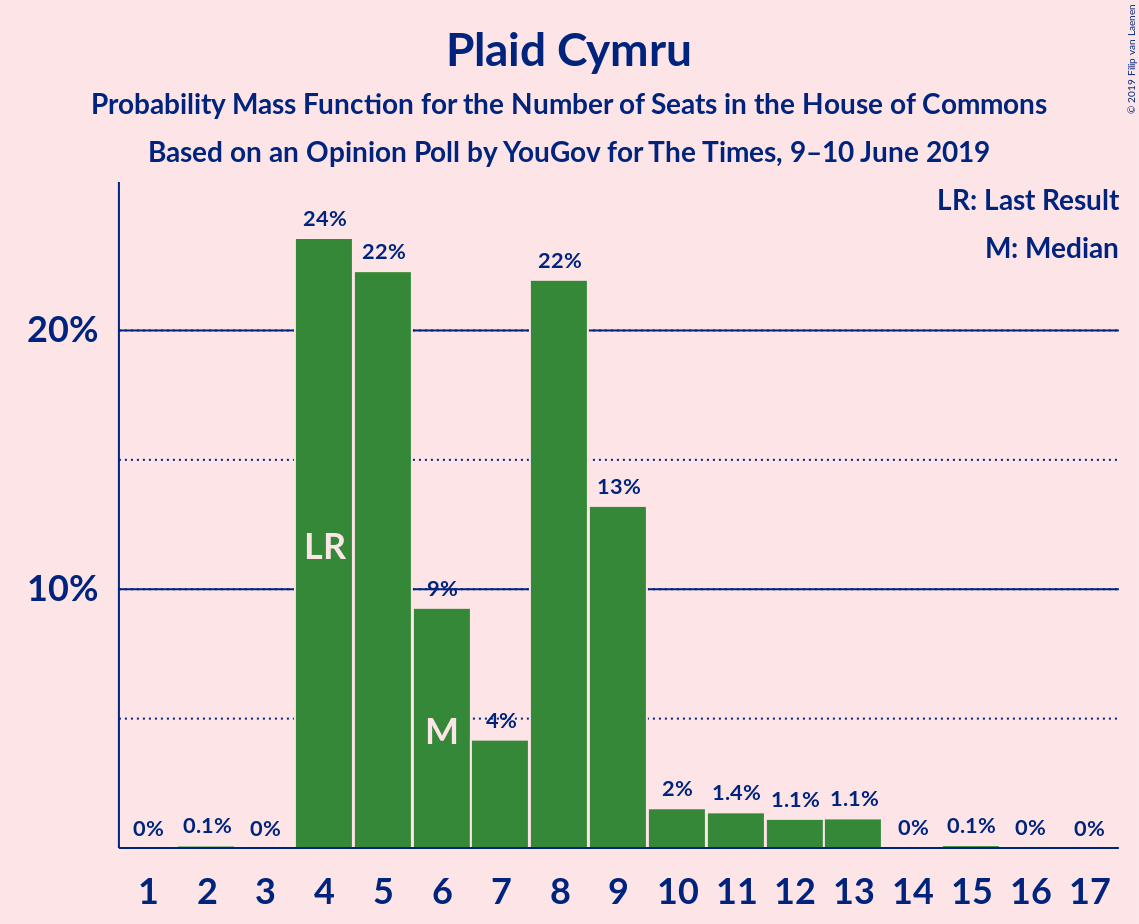 Plaid Cymru
Probability Mass Function for the Number of Seats in the House of Commons
Based on an Opinion Poll by YouGov for The Times, 9–10 June 2019
© 2019 Filip van Laenen
LR: Last Result
M: Median
20%
10%
0%
0.1%
0%
24%
22%
9%
4%
22%
13%
2%
1.4%
1.1%
1.1%
0%
0.1%
0%
0%
LR
M
1 2 3 4 5 6 7 8 9 10 11 12 13 14 15 16 17